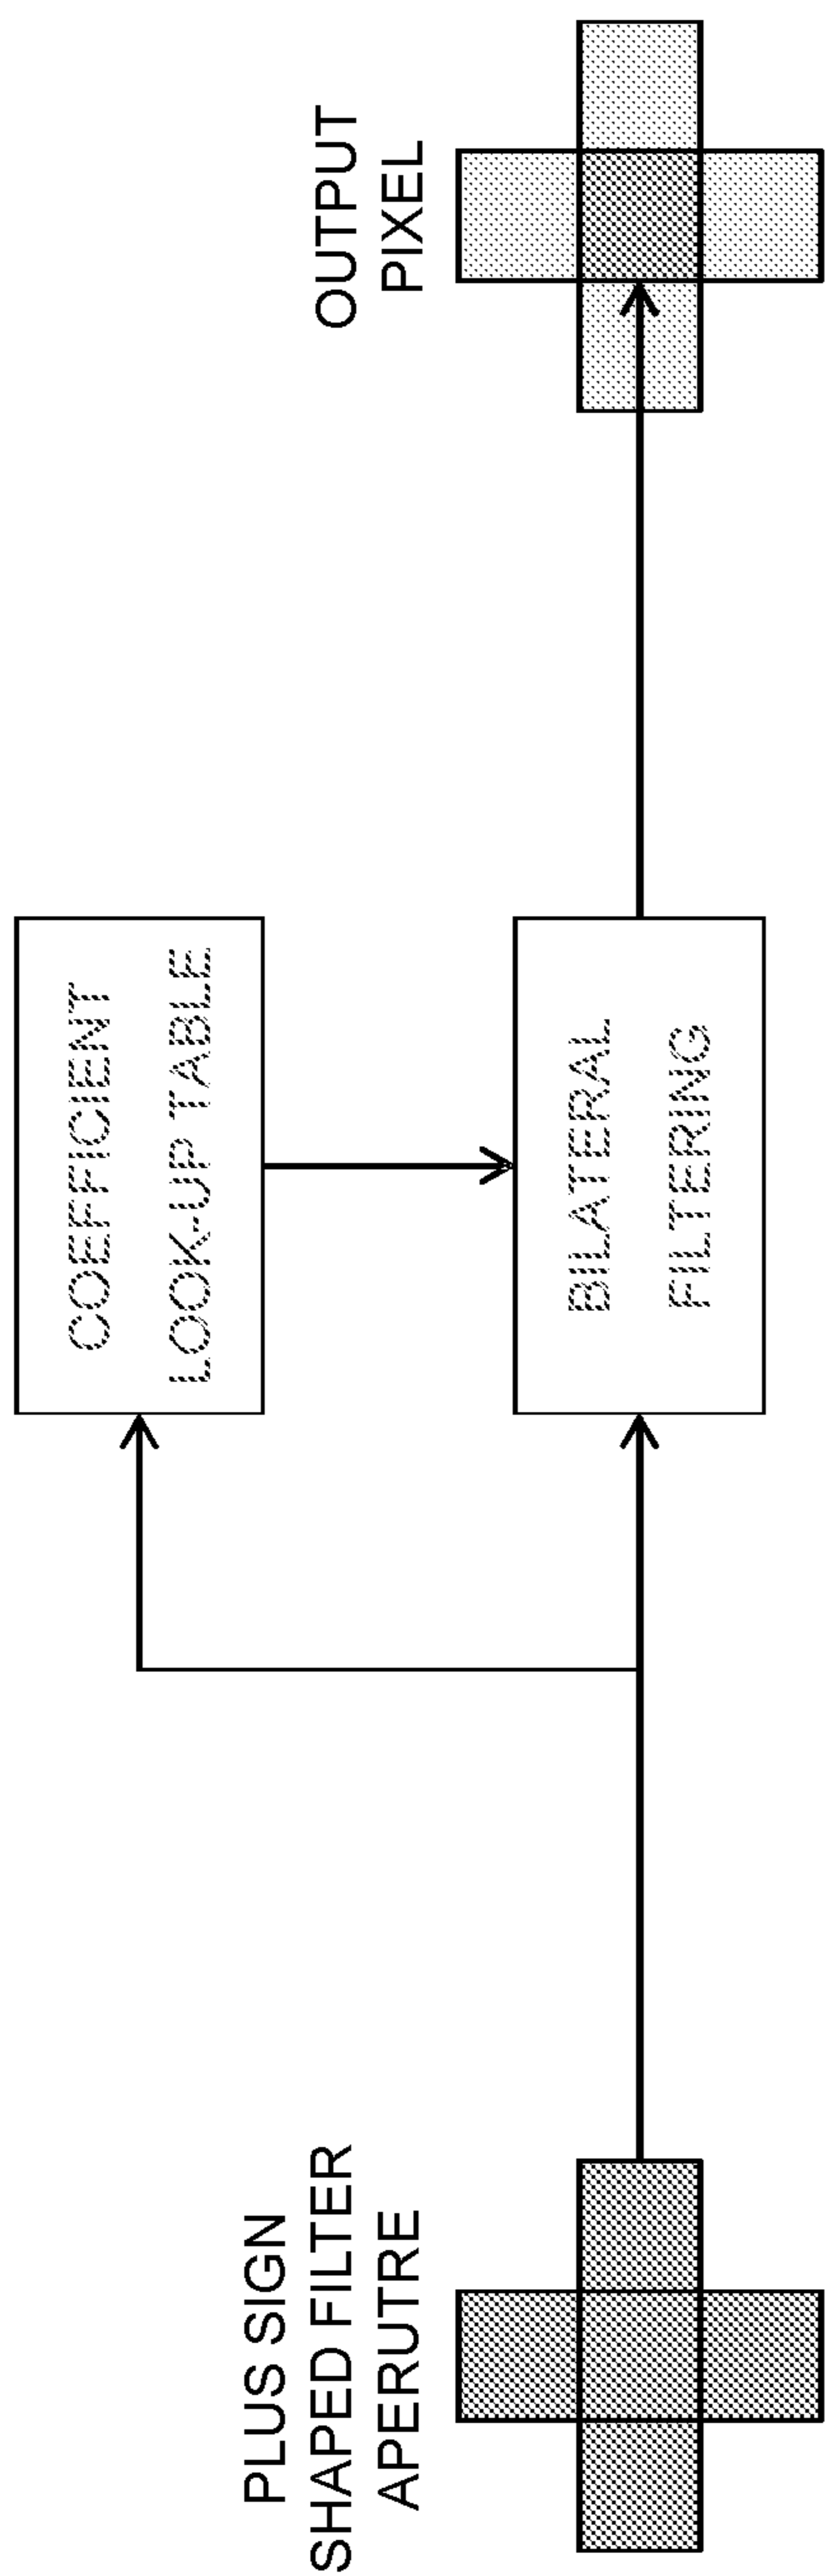 PLUS SIGN
SHAPED FILTER
APERUTRE
COEFFICIENT
LOOK-UP TABLE
BILATERAL
FILTERING
OUTPUT
PIXEL